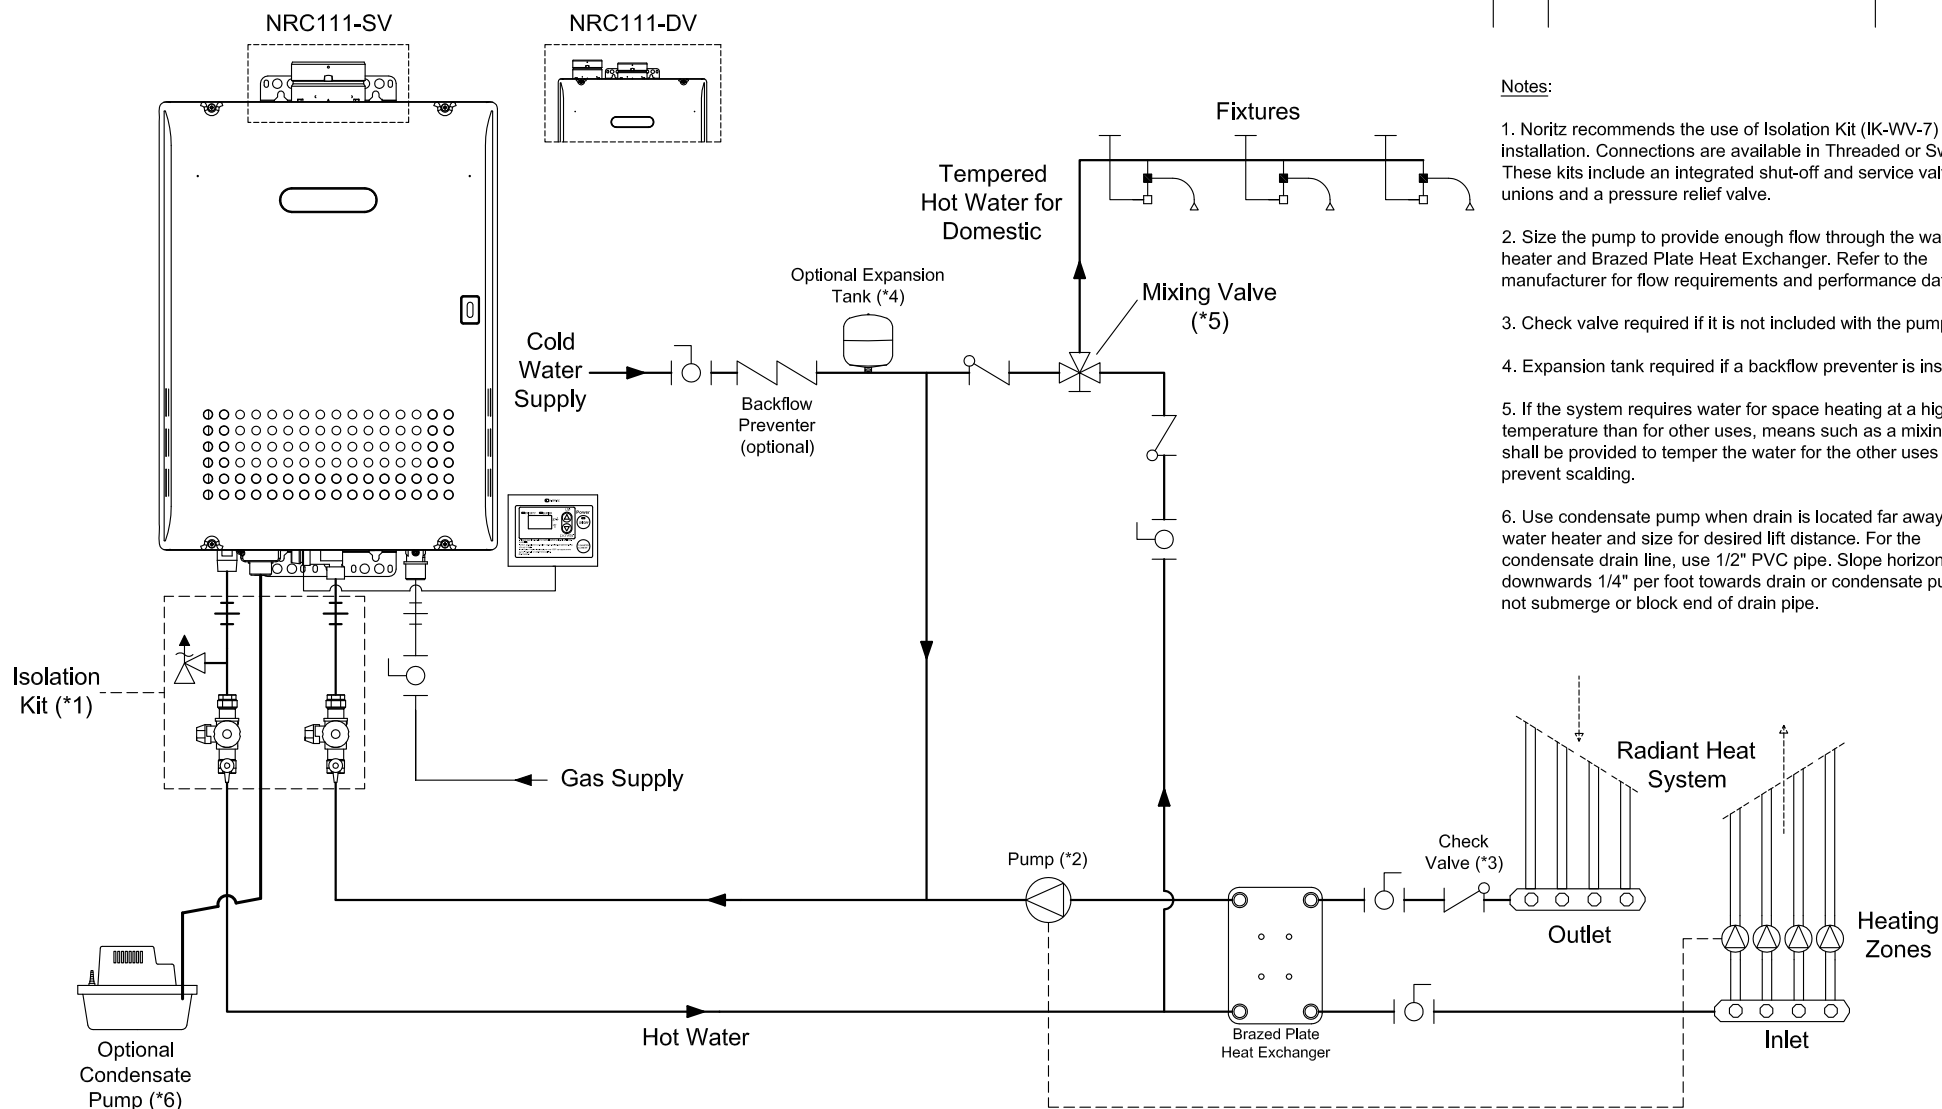 NRC111-SV
NRC111-DV
Fixtures
Tempered
Hot Water for
Domestic
Optional Expansion
Tank (*4)
Mixing Valve
(*5)
Cold
Water
Supply
Backflow
Preventer
(optional)
Power
Isolation
Kit (*1)
Gas Supply
Pump (*2)
Check
Valve (*3)
Radiant Heat
System
Outlet
Heating
Zones
Inlet
Hot Water
Brazed Plate
Heat Exchanger
Optional
Condensate
Pump (*6)
Notes:
1. Noritz recommends the use of Isolation Kit (IK-WV-7)
installation. Connections are available in Threaded or Sw
These kits include an integrated shut-off and service val
unions and a pressure relief valve.
2. Size the pump to provide enough flow through the wa
heater and Brazed Plate Heat Exchanger. Refer to the
manufacturer for flow requirements and performance da
3. Check valve required if it is not included with the pump
4. Expansion tank required if a backflow preventer is ins
5. If the system requires water for space heating at a hig
temperature than for other uses, means such as a mixin
shall be provided to temper the water for the other uses
prevent scalding.
6. Use condensate pump when drain is located far away
water heater and size for desired lift distance. For the
condensate drain line, use 1/2" PVC pipe. Slope horizon
downwards 1/4" per foot towards drain or condensate pu
not submerge or block end of drain pipe.